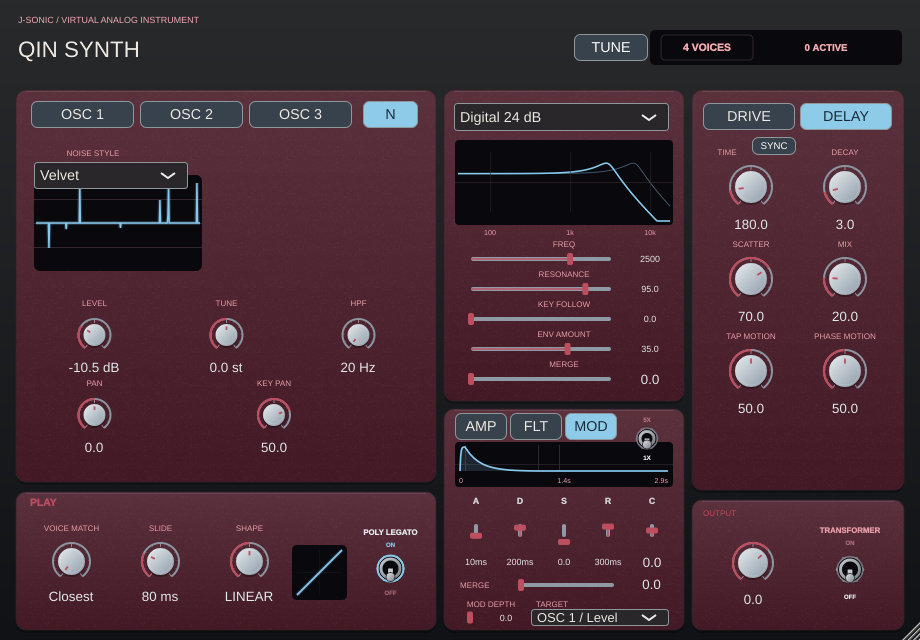 J-SONIC / VIRTUAL ANALOG INSTRUMENT
QIN SYNTH
TUNE
4 VOICES
0 ACTIVE
OSC 1
OSC 2
OSC 3
N
NOISE STYLE
Velvet
LEVEL
TUNE
HPF
-10.5 dB
0.0 st
20 Hz
PAN
KEY PAN
0.0
50.0
PLAY
VOICE MATCH
SLIDE
SHAPE
POLY LEGATO
ON
OFF
Closest
80 ms
LINEAR
Digital 24 dB
100
1k
10k
FREQ
2500
RESONANCE
95.0
KEY FOLLOW
0.0
ENV AMOUNT
35.0
MERGE
0.0
AMP
FLT
MOD
5X
1X
0
1.4s
2.9s
A
D
S
R
C
10ms
200ms
0.0
300ms
0.0
MERGE
0.0
MOD DEPTH
0.0
TARGET
OSC 1 / Level
DRIVE
DELAY
TIME
SYNC
DECAY
180.0
3.0
SCATTER
MIX
70.0
20.0
TAP MOTION
PHASE MOTION
50.0
50.0
OUTPUT
0.0
TRANSFORMER
ON
OFF